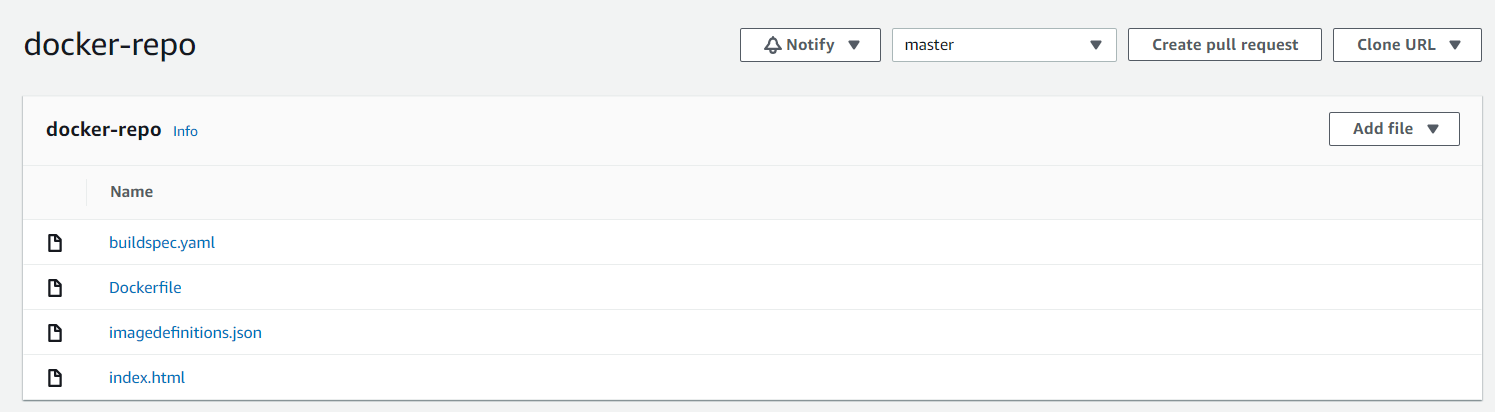 docker-repo
Notify
master
Create pull request
Clone URL
docker-repo Info
Add file
Name
buildspec.yaml
Dockerfile
imagedefinitions.json
index.html